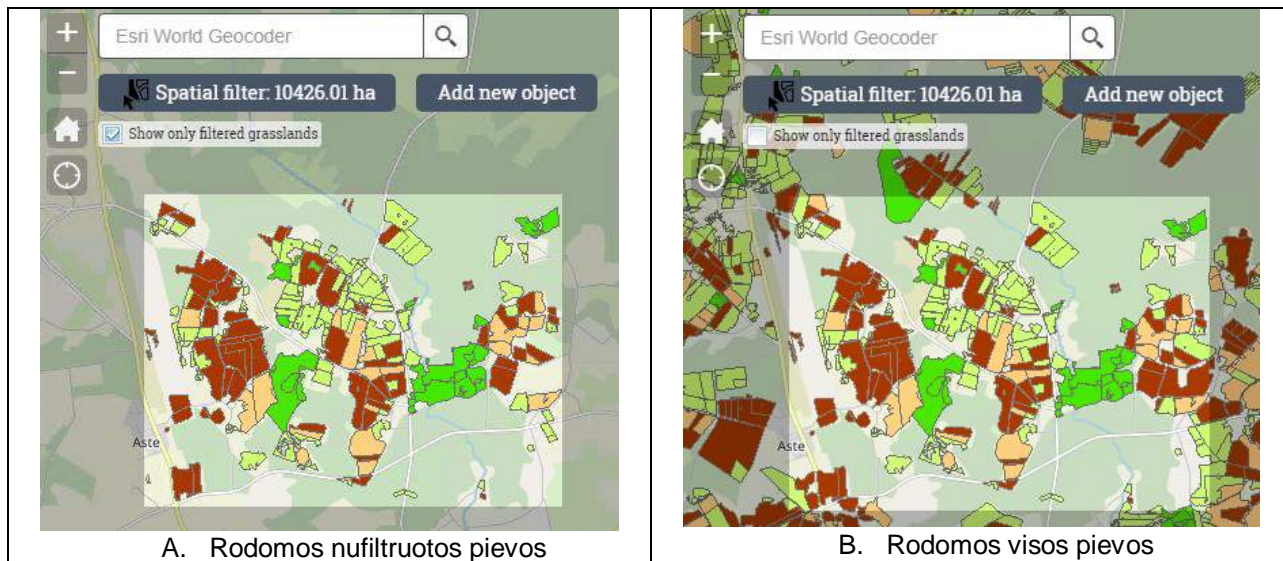 +
Esri World Geocoder
−
Spatial filter: 10426.01 ha
Add new object
Show only filtered grasslands
Aste
A. Rodomos nufiltruotos pievos
+
Esri World Geocoder
−
Spatial filter: 10426.01 ha
Add new object
Show only filtered grasslands
Aste
B. Rodomos visos pievos